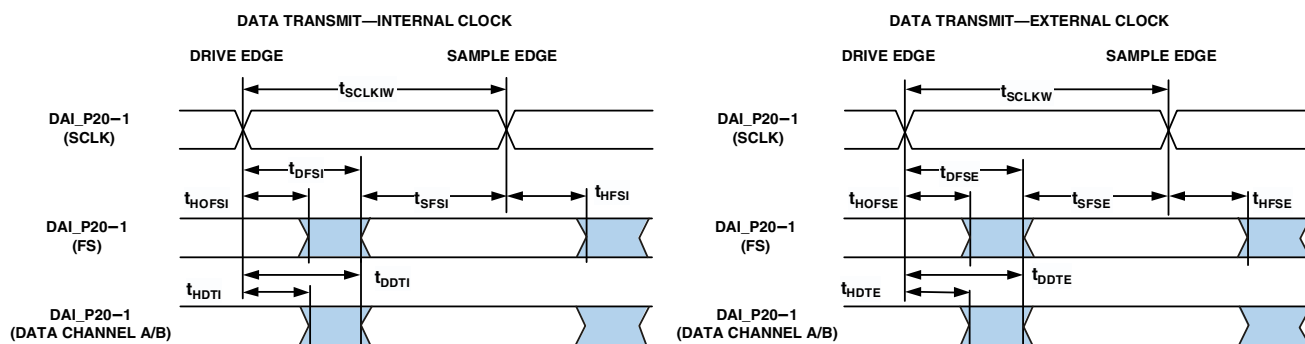 DATA TRANSMIT—INTERNAL CLOCK
DRIVE EDGE
SAMPLE EDGE
tSCLKIW
DAI_P20–1
(SCLK)
tDFSI
tHOFSI
tSFSI
tHFSI
DAI_P20–1
(FS)
tDDTI
tHDTI
DAI_P20–1
(DATA CHANNEL A/B)
DATA TRANSMIT—EXTERNAL CLOCK
DRIVE EDGE
SAMPLE EDGE
tSCLKW
DAI_P20–1
(SCLK)
tDFSE
tHOFSE
tSFSE
tHFSE
DAI_P20–1
(FS)
tDDTE
tHDTE
DAI_P20–1
(DATA CHANNEL A/B)